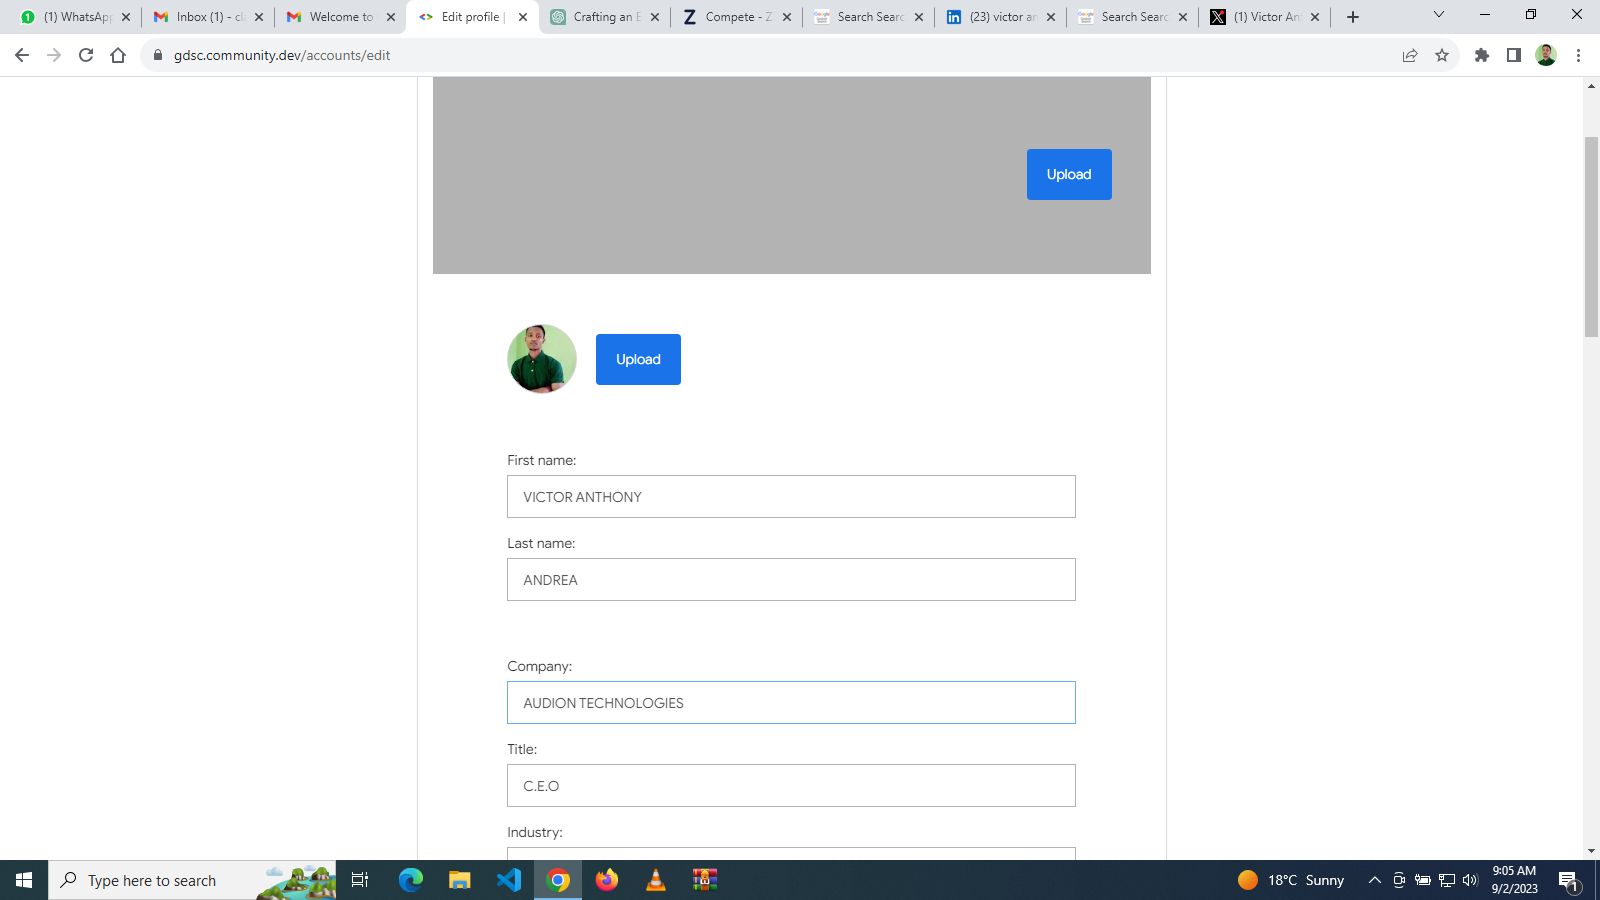 (1) WhatsApp
Inbox (1) - cl
Welcome to
Edit profile |
Crafting an E
Compete - Z
Search Searc
(23) victor an
Search Searc
(1) Victor An
gdsc.community.dev/accounts/edit
Upload
Upload
First name:
VICTOR ANTHONY
Last name:
ANDREA
Company:
AUDION TECHNOLOGIES
Title:
C.E.O
Industry:
Type here to search
18°C Sunny
9:05 AM
9/2/2023
1